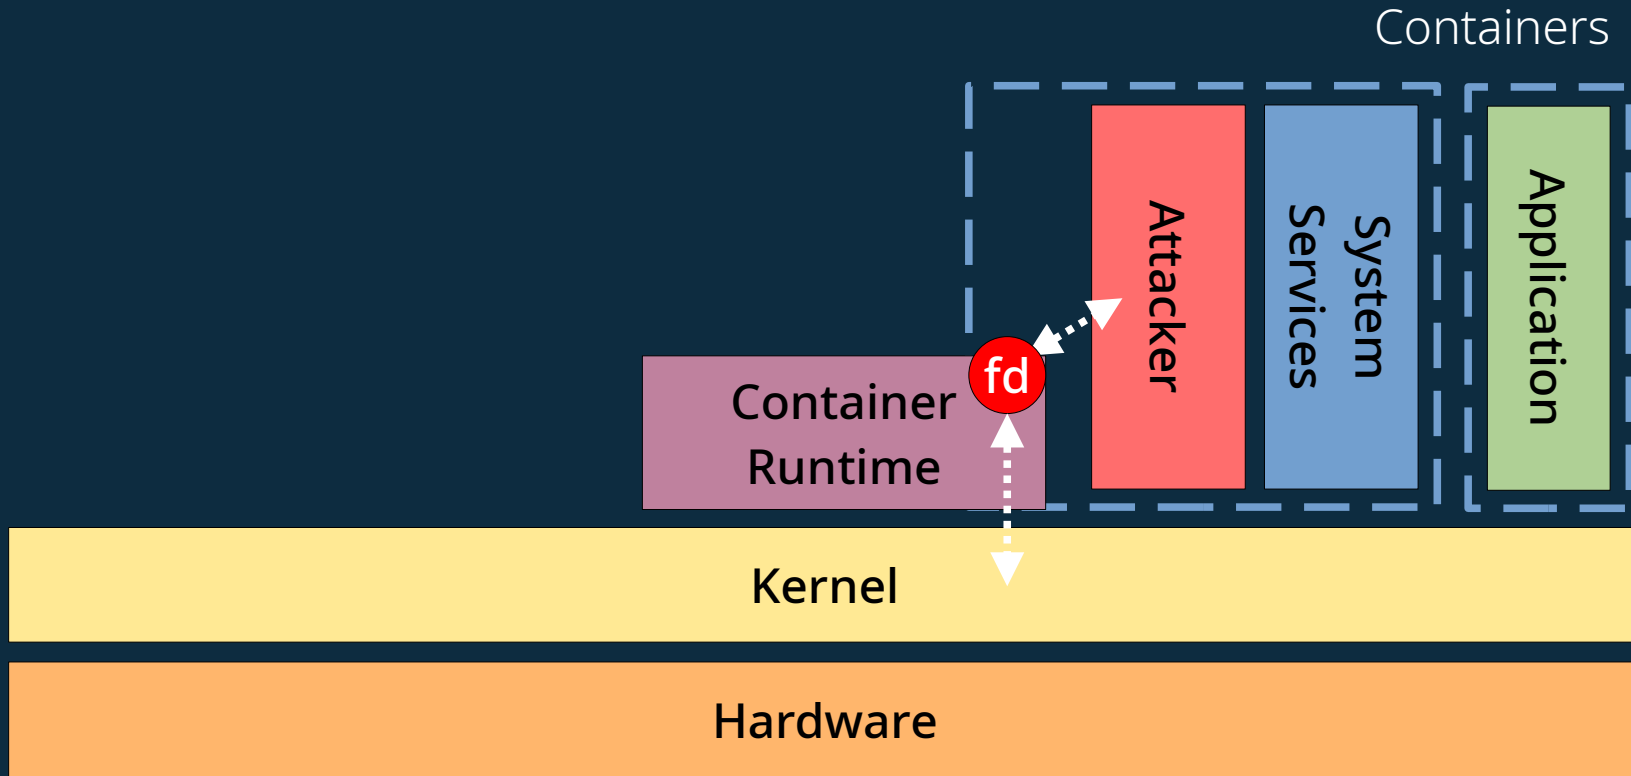 Containers
Attacker
System
Services
Application
fd
Container
Runtime
Kernel
Hardware